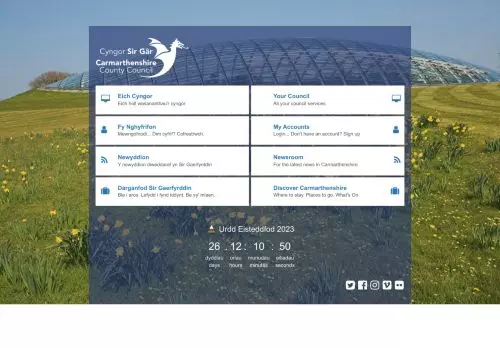 Cyngor Sir Gâr
Carmarthenshire
County Council
Eich Cyngor
Eich holl wasanaethau'r cyngor
Your Council
All your council services
Fy Nghyfrifon
Mewngofnodi... Dim cyfrif? Cofrestrwch.
My Accounts
Login... Don't have an account? Sign up
Newyddion
Y newyddion diweddaraf yn Sir Gaerfyrddin
Newsroom
For the latest news in Carmarthenshire
Darganfod Sir Gaerfyrddin
Ble i aros. Llefydd i fynd iddynt. Be sy' mlaen.
Discover Carmarthenshire
Where to stay. Places to go. What's On.
Urdd Eisteddfod 2023
26 . 12 : 10 : 50
dyddiau oriau munudau eiliadau
days hours minutes seconds